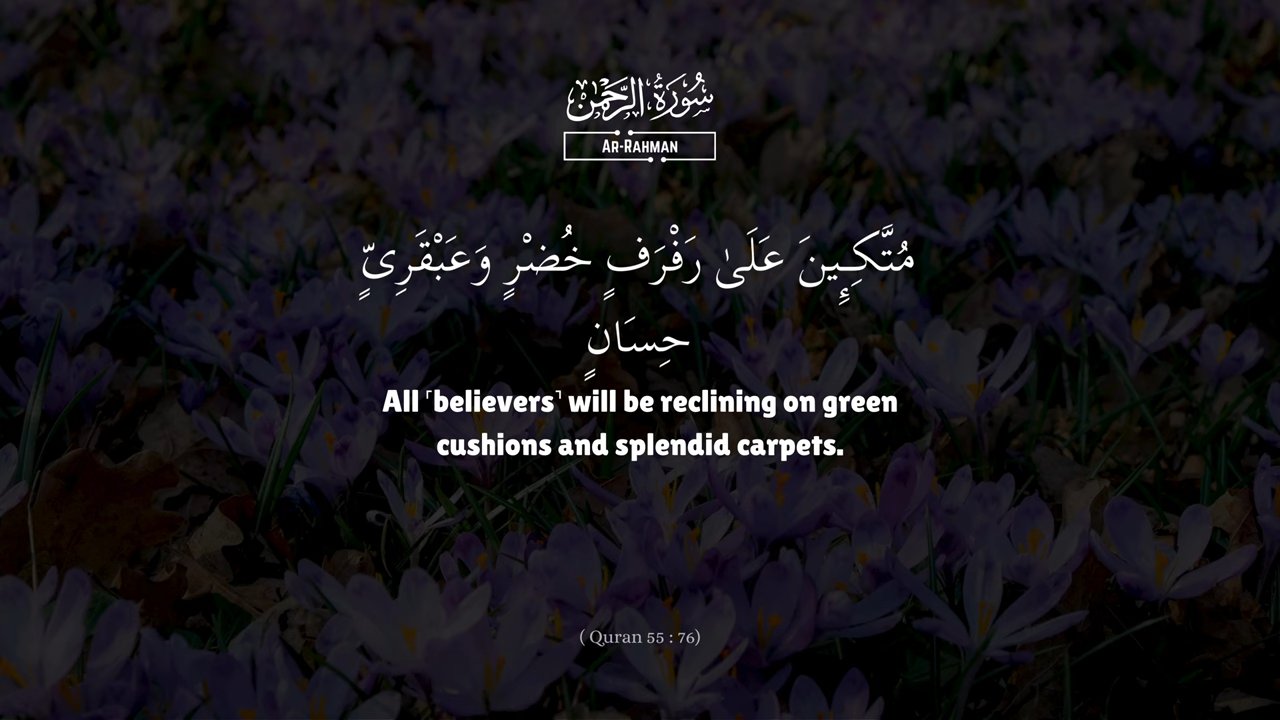 سُورَةُ الرَّحْمٰن
AR-RAHMAN
مُتَّكِـِٔينَ عَلَىٰ رَفْرَفٍ خُضْرٍ وَعَبْقَرِىٍّ
حِسَانٍ
All ˹believers˺ will be reclining on green
cushions and splendid carpets.
( Quran 55 : 76)